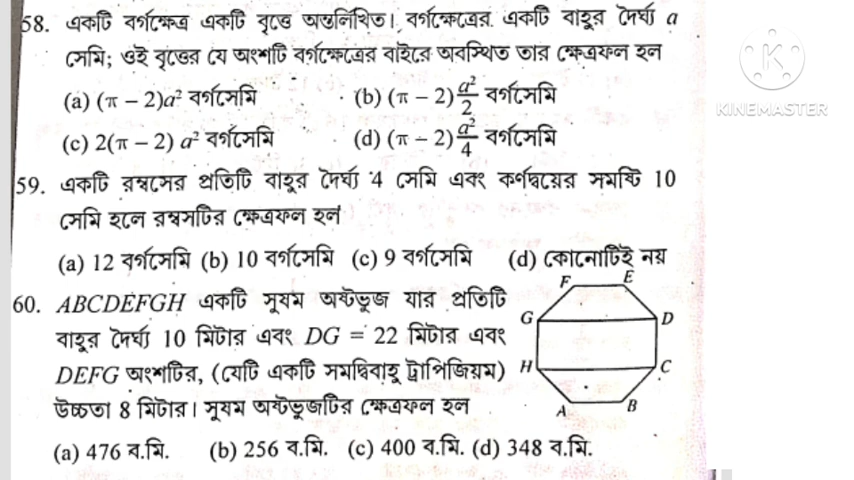 58. একটি বর্গক্ষেত্র একটি বৃত্তে অন্তর্লিখিত। বর্গক্ষেত্রের একটি বাহুর দৈর্ঘ্য a
সেমি; ওই বৃত্তের যে অংশটি বর্গক্ষেত্রের বাইরে অবস্থিত তার ক্ষেত্রফল হল
(a) (π − 2)a² বর্গসেমি (b) (π − 2) a²/2 বর্গসেমি
(c) 2(π − 2) a² বর্গসেমি (d) (π − 2) a²/4 বর্গসেমি
KINEMASTER
59. একটি রম্বসের প্রতিটি বাহুর দৈর্ঘ্য 4 সেমি এবং কর্ণদ্বয়ের সমষ্টি 10
সেমি হলে রম্বসটির ক্ষেত্রফল হল
(a) 12 বর্গসেমি (b) 10 বর্গসেমি (c) 9 বর্গসেমি (d) কোনোটিই নয়
60. ABCDEFGH একটি সুষম অষ্টভুজ যার প্রতিটি
বাহুর দৈর্ঘ্য 10 মিটার এবং DG = 22 মিটার এবং
DEFG অংশটির, (যেটি একটি সমদ্বিবাহু ট্রাপিজিয়ম)
উচ্চতা 8 মিটার। সুষম অষ্টভুজটির ক্ষেত্রফল হল
F E
G D
H C
A B
(a) 476 ব.মি. (b) 256 ব.মি. (c) 400 ব.মি. (d) 348 ব.মি.